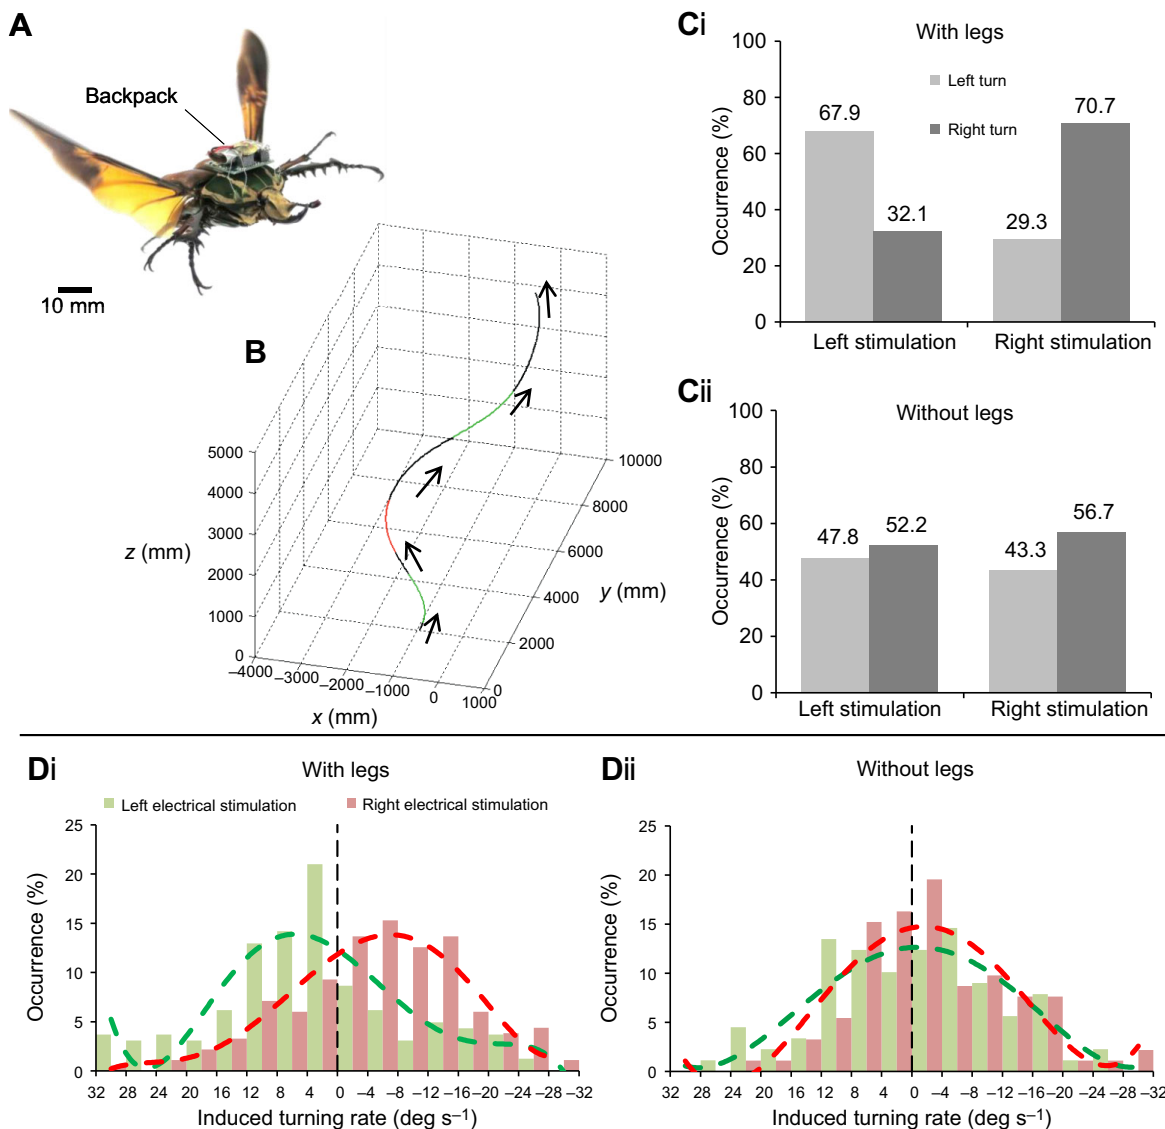 A
Backpack
10 mm
B
5000
4000
3000
2000
1000
0
z (mm)
–4000
–3000
–2000
–1000
0
1000
x (mm)
0
2000
4000
6000
8000
10000
y (mm)
Ci
With legs
Left turn
Right turn
100
80
60
40
20
0
Occurrence (%)
67.9
32.1
29.3
70.7
Left stimulation
Right stimulation
Cii
Without legs
100
80
60
40
20
0
Occurrence (%)
47.8
52.2
43.3
56.7
Left stimulation
Right stimulation
Di
With legs
Left electrical stimulation
Right electrical stimulation
25
20
15
10
5
0
Occurrence (%)
32 28 24 20 16 12 8 4 0 –4 –8 –12 –16 –20 –24 –28 –32
Induced turning rate (deg s–1)
Dii
Without legs
25
20
15
10
5
0
Occurrence (%)
32 28 24 20 16 12 8 4 0 –4 –8 –12 –16 –20 –24 –28 –32
Induced turning rate (deg s–1)